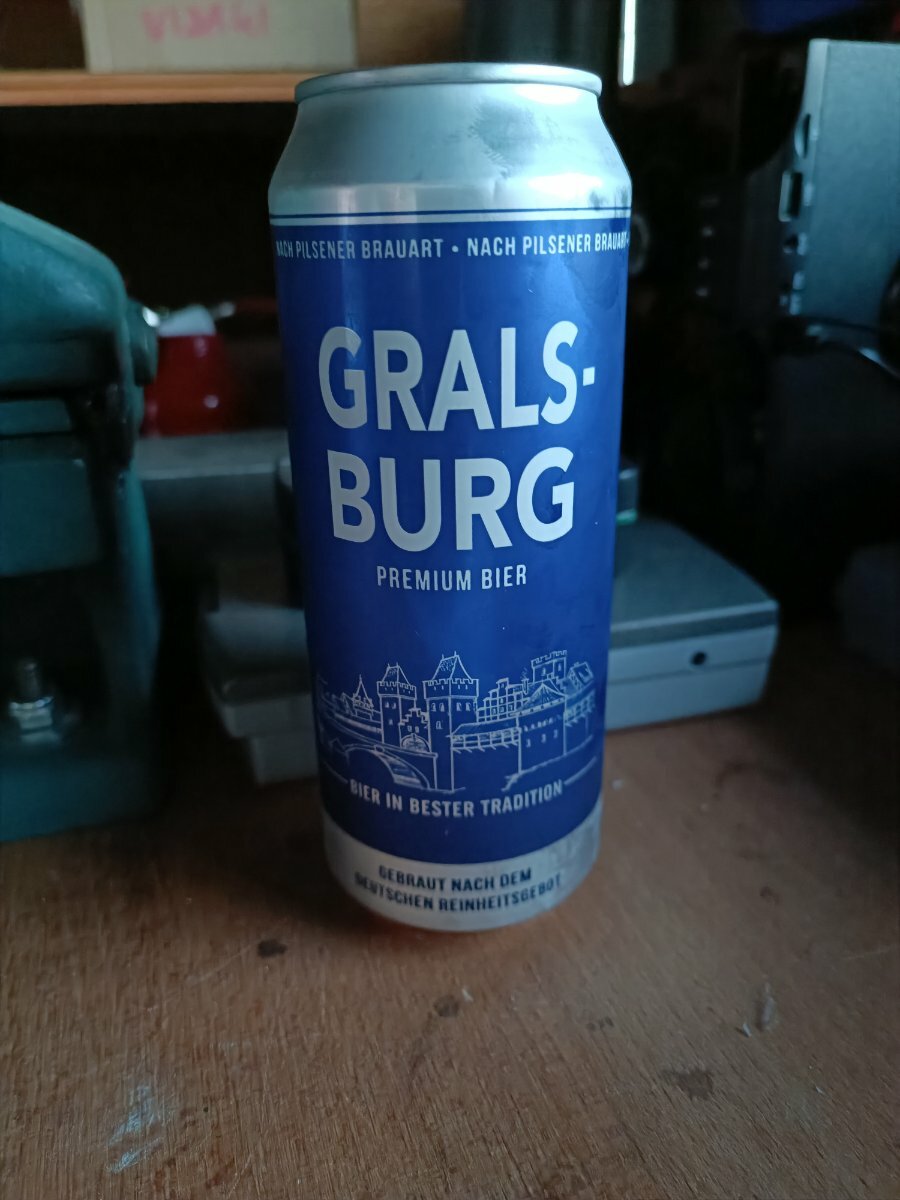 NACH PILSENER BRAUART • NACH PILSENER BRAUART
GRALS-
BURG
PREMIUM BIER
BIER IN BESTER TRADITION
GEBRAUT NACH DEM
DEUTSCHEN REINHEITSGEBOT